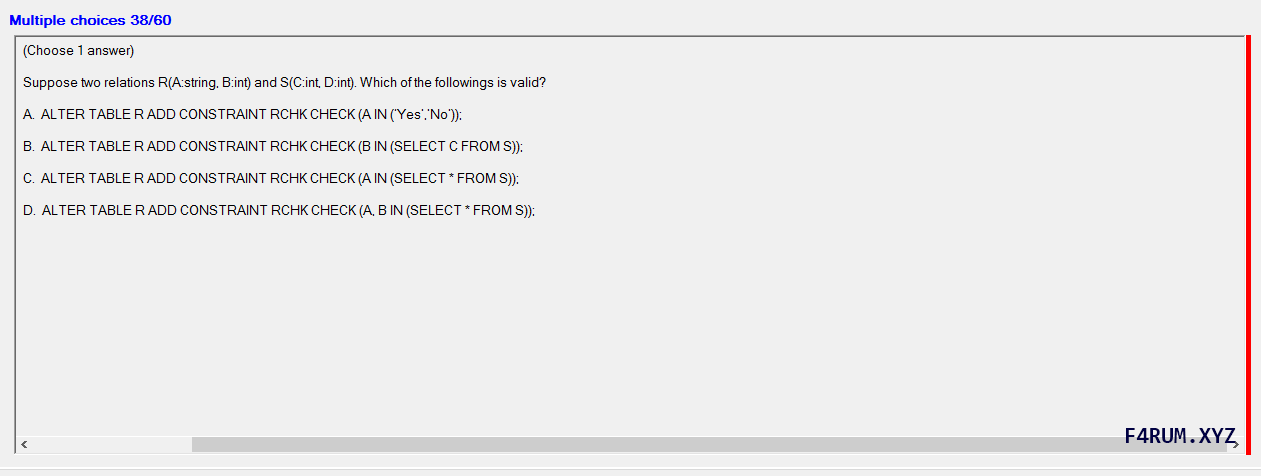 Multiple choices 38/60
(Choose 1 answer)
Suppose two relations R(A:string, B:int) and S(C:int, D:int). Which of the followings is valid?
A. ALTER TABLE R ADD CONSTRAINT RCHK CHECK (A IN ('Yes','No'));
B. ALTER TABLE R ADD CONSTRAINT RCHK CHECK (B IN (SELECT C FROM S));
C. ALTER TABLE R ADD CONSTRAINT RCHK CHECK (A IN (SELECT * FROM S));
D. ALTER TABLE R ADD CONSTRAINT RCHK CHECK (A, B IN (SELECT * FROM S));
F4RUM.XYZ